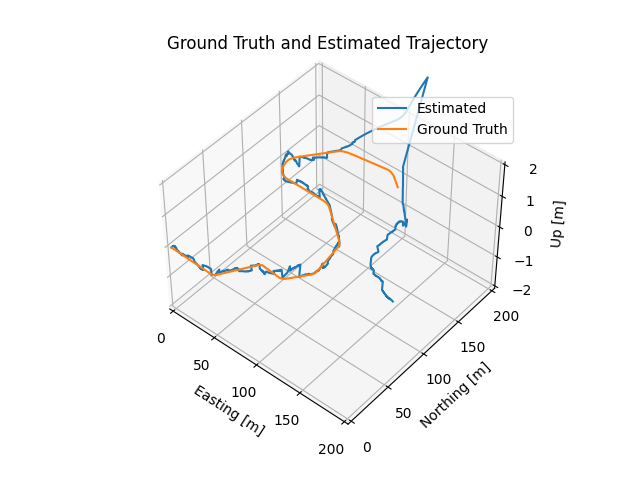 Ground Truth and Estimated Trajectory
Estimated
Ground Truth
2
1
0
−1
−2
Up [m]
0
50
100
150
200
Easting [m]
0
50
100
150
200
Northing [m]